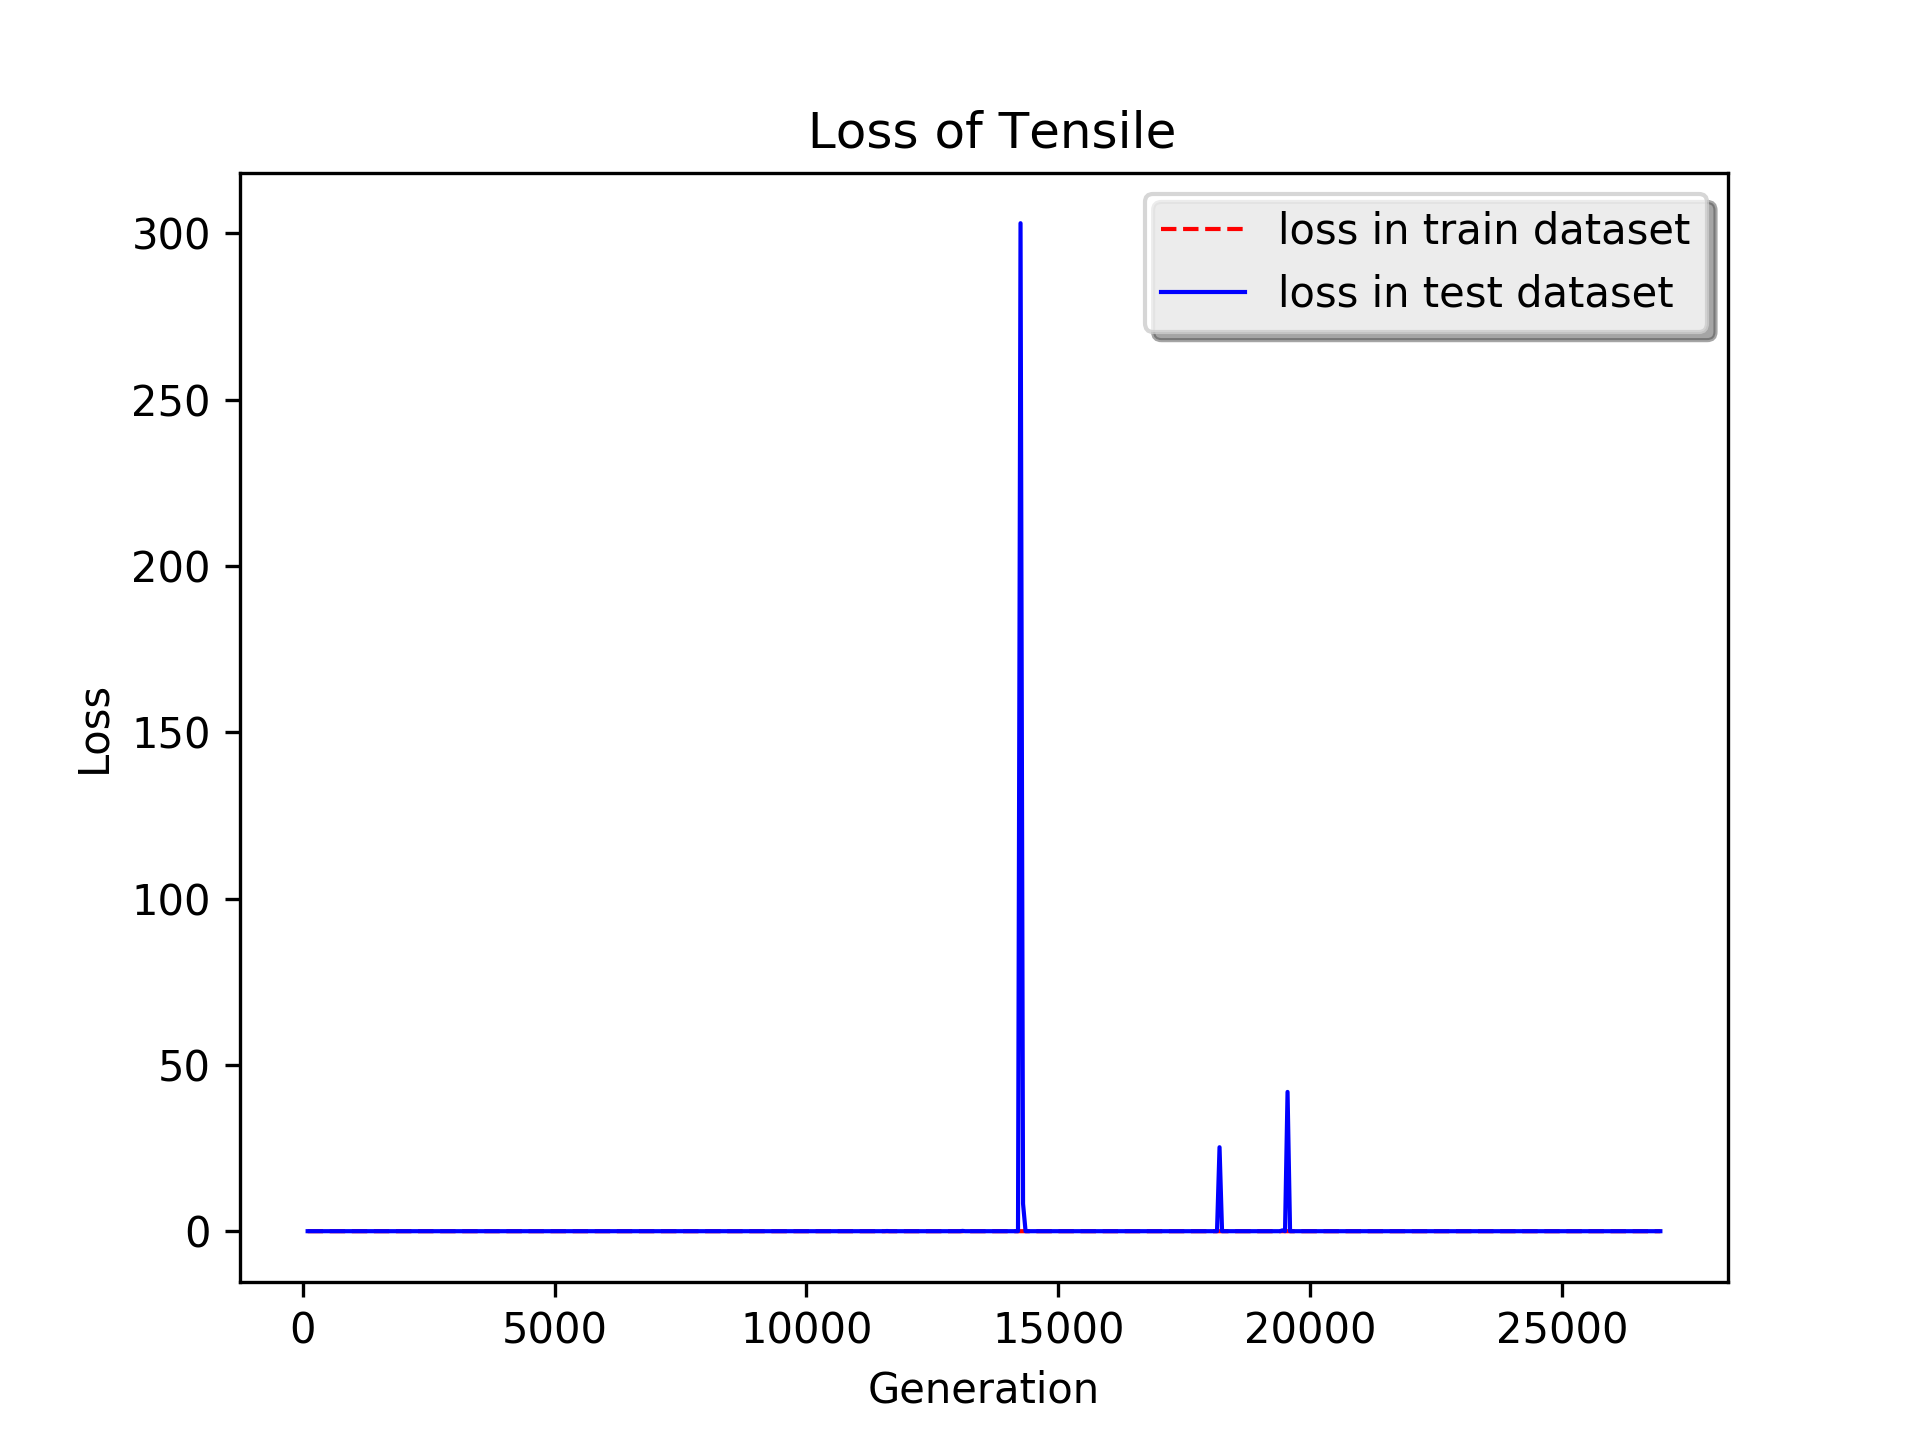 Loss of Tensile
loss in train dataset
loss in test dataset
300
250
200
150
100
50
0
Loss
0 5000 10000 15000 20000 25000
Generation